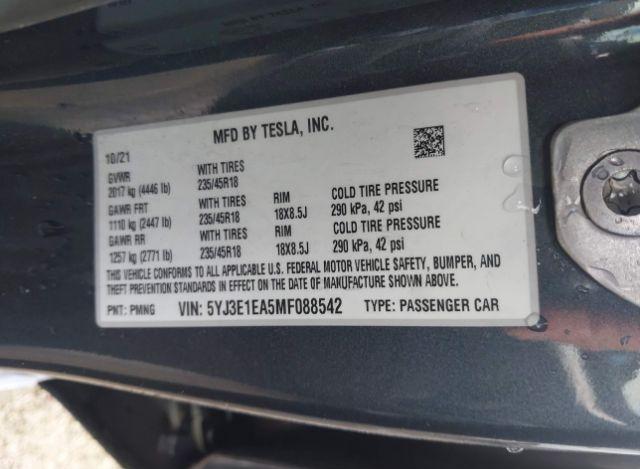 MFD BY TESLA, INC.
10/21
GVWR WITH TIRES
2017 kg (4446 lb) 235/45R18
GAWR FRT WITH TIRES RIM COLD TIRE PRESSURE
1110 kg (2447 lb) 235/45R18 18X8.5J 290 kPa, 42 psi
GAWR RR WITH TIRES RIM COLD TIRE PRESSURE
1257 kg (2771 lb) 235/45R18 18X8.5J 290 kPa, 42 psi
THIS VEHICLE CONFORMS TO ALL APPLICABLE U.S. FEDERAL MOTOR VEHICLE SAFETY, BUMPER, AND
THEFT PREVENTION STANDARDS IN EFFECT ON THE DATE OF MANUFACTURE SHOWN ABOVE.
PNT: PMNG VIN: 5YJ3E1EA5MF088542 TYPE: PASSENGER CAR